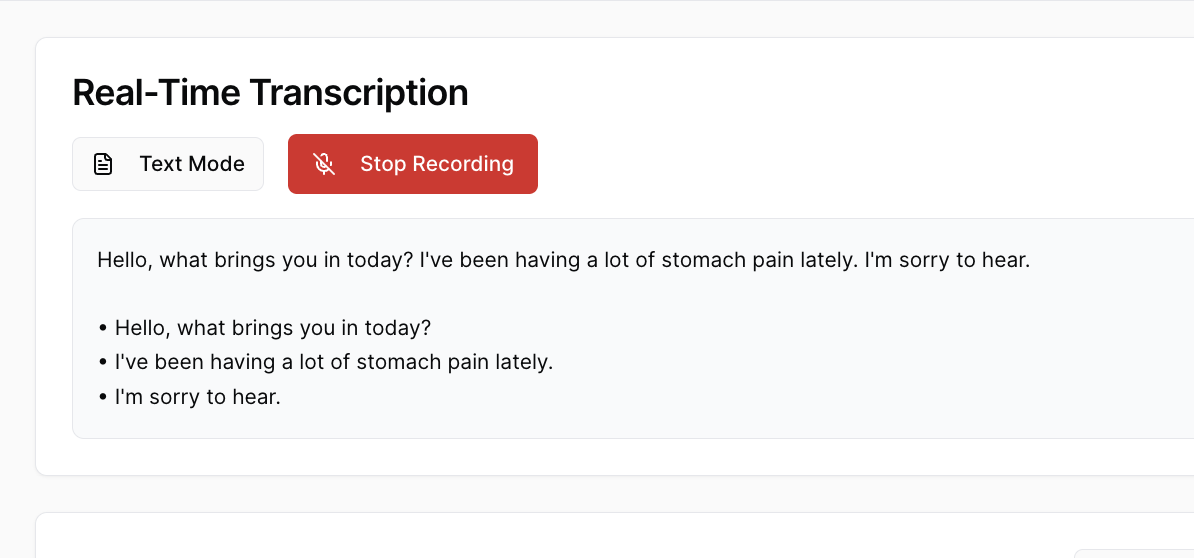 Real-Time Transcription
Text Mode
Stop Recording
Hello, what brings you in today? I've been having a lot of stomach pain lately. I'm sorry to hear.
• Hello, what brings you in today?
• I've been having a lot of stomach pain lately.
• I'm sorry to hear.